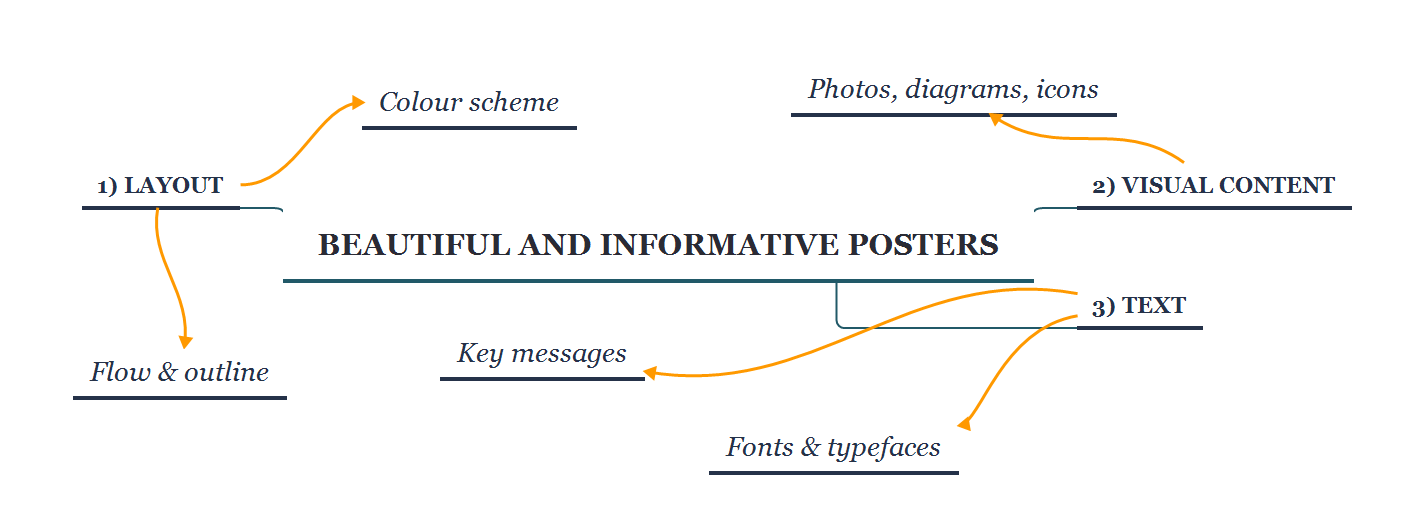 Colour scheme
Photos, diagrams, icons
1) LAYOUT
2) VISUAL CONTENT
BEAUTIFUL AND INFORMATIVE POSTERS
3) TEXT
Key messages
Flow & outline
Fonts & typefaces